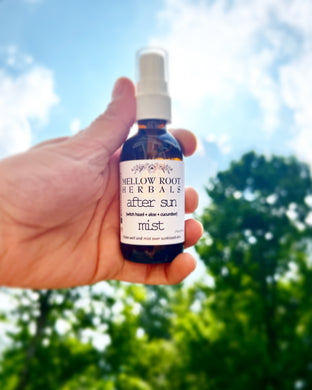 MELLOW ROOT
HERBALS
after sun
(witch hazel + aloe + cucumber)
mist